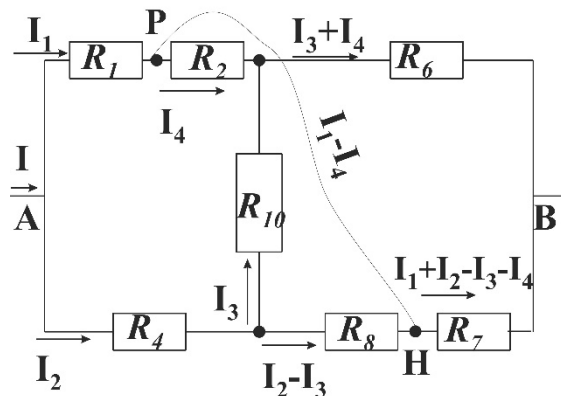 I₁
P
I₃+I₄
R₁
R₂
R₆
I₄
I₁-I₄
I
A
R₁₀
B
I₃
I₁+I₂-I₃-I₄
R₄
R₈
R₇
I₂
I₂-I₃
H